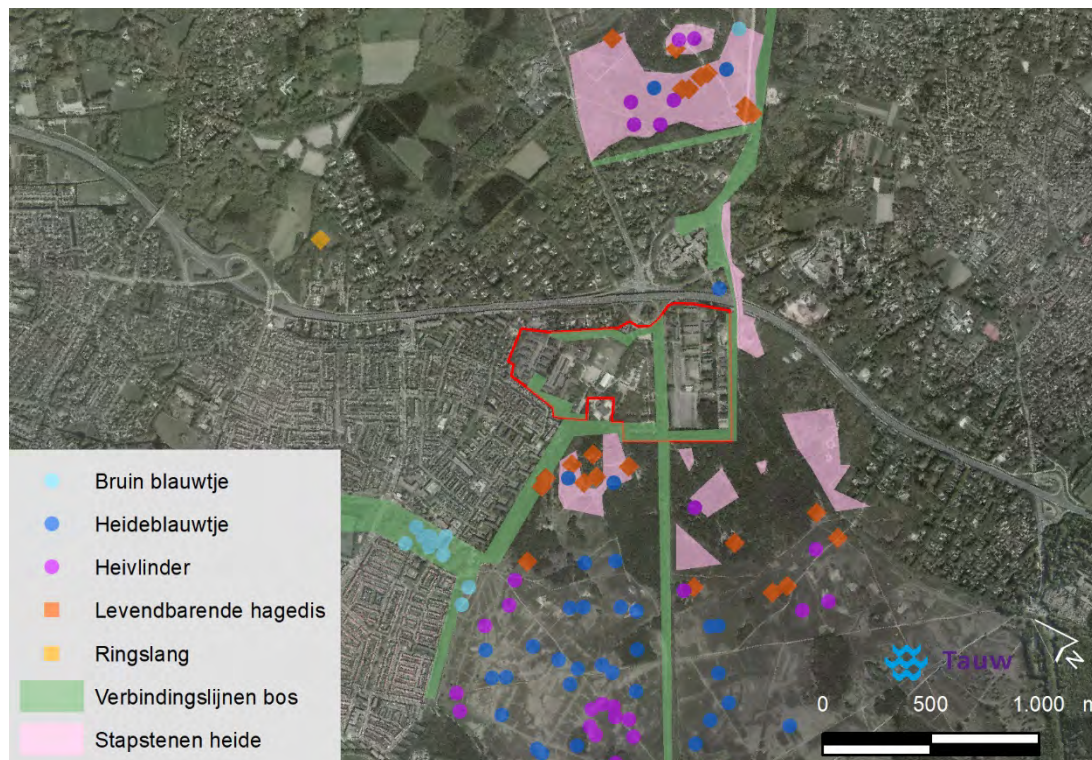 Bruin blauwtje
Heideblauwtje
Heivlinder
Levendbarende hagedis
Ringslang
Verbindingslijnen bos
Stapstenen heide
Tauw
N
0 500 1.000 m